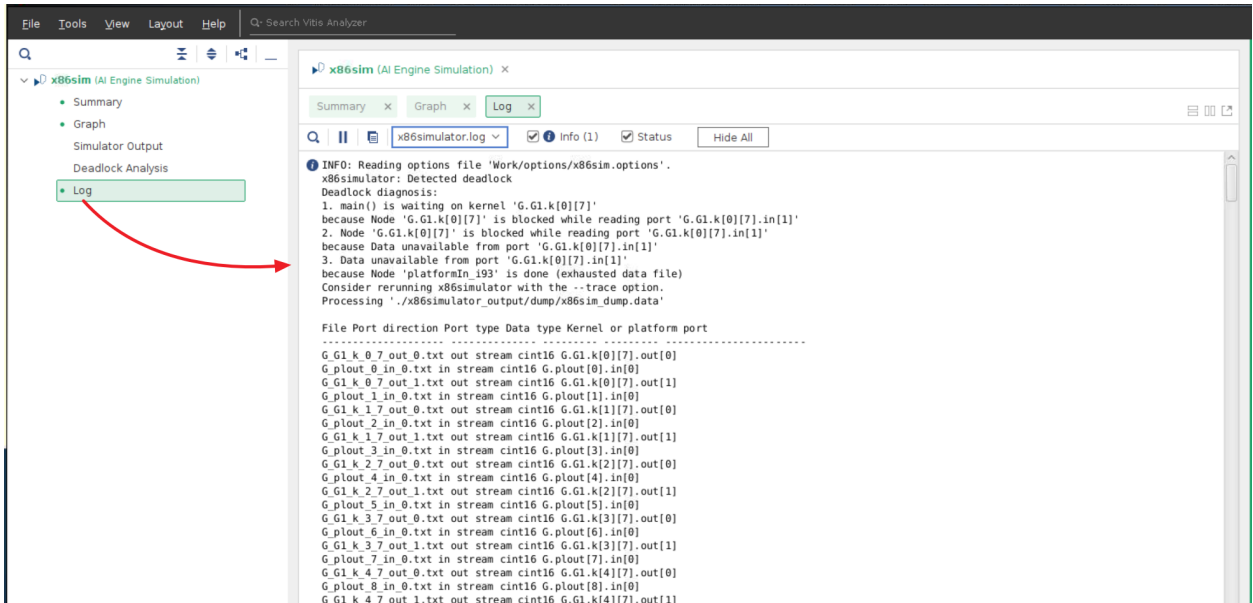 File Tools View Layout Help Search Vitis Analyzer
x86sim (AI Engine Simulation)
Summary
Graph
Simulator Output
Deadlock Analysis
Log
x86sim (AI Engine Simulation) ×
Summary × Graph × Log ×
x86simulator.log Info (1) Status Hide All
INFO: Reading options file 'Work/options/x86sim.options'.
x86simulator: Detected deadlock
Deadlock diagnosis:
1. main() is waiting on kernel 'G.G1.k[0][7]'
because Node 'G.G1.k[0][7]' is blocked while reading port 'G.G1.k[0][7].in[1]'
2. Node 'G.G1.k[0][7]' is blocked while reading port 'G.G1.k[0][7].in[1]'
because Data unavailable from port 'G.G1.k[0][7].in[1]'
3. Data unavailable from port 'G.G1.k[0][7].in[1]'
because Node 'platformIn_i93' is done (exhausted data file)
Consider rerunning x86simulator with the --trace option.
Processing './x86simulator_output/dump/x86sim_dump.data'
File Port direction Port type Data type Kernel or platform port
-------------------- -------------- --------- --------- -----------------------
G_G1_k_0_7_out_0.txt out stream cint16 G.G1.k[0][7].out[0]
G_plout_0_in_0.txt in stream cint16 G.plout[0].in[0]
G_G1_k_0_7_out_1.txt out stream cint16 G.G1.k[0][7].out[1]
G_plout_1_in_0.txt in stream cint16 G.plout[1].in[0]
G_G1_k_1_7_out_0.txt out stream cint16 G.G1.k[1][7].out[0]
G_plout_2_in_0.txt in stream cint16 G.plout[2].in[0]
G_G1_k_1_7_out_1.txt out stream cint16 G.G1.k[1][7].out[1]
G_plout_3_in_0.txt in stream cint16 G.plout[3].in[0]
G_G1_k_2_7_out_0.txt out stream cint16 G.G1.k[2][7].out[0]
G_plout_4_in_0.txt in stream cint16 G.plout[4].in[0]
G_G1_k_2_7_out_1.txt out stream cint16 G.G1.k[2][7].out[1]
G_plout_5_in_0.txt in stream cint16 G.plout[5].in[0]
G_G1_k_3_7_out_0.txt out stream cint16 G.G1.k[3][7].out[0]
G_plout_6_in_0.txt in stream cint16 G.plout[6].in[0]
G_G1_k_3_7_out_1.txt out stream cint16 G.G1.k[3][7].out[1]
G_plout_7_in_0.txt in stream cint16 G.plout[7].in[0]
G_G1_k_4_7_out_0.txt out stream cint16 G.G1.k[4][7].out[0]
G_plout_8_in_0.txt in stream cint16 G.plout[8].in[0]
G_G1_k_4_7_out_1.txt out stream cint16 G.G1.k[4][7].out[1]